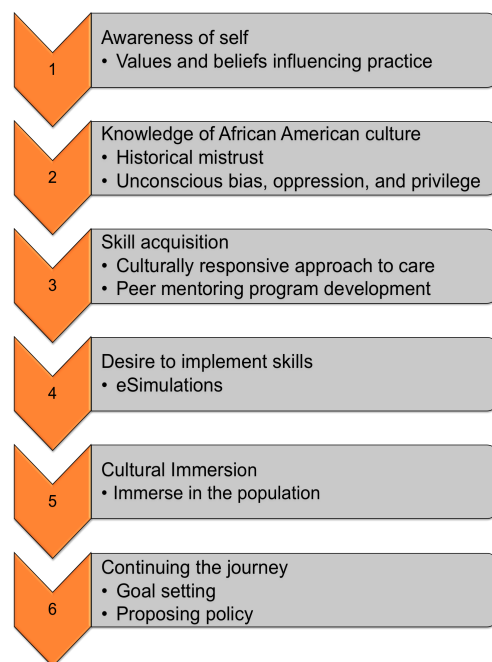 1
Awareness of self
• Values and beliefs influencing practice
2
Knowledge of African American culture
• Historical mistrust
• Unconscious bias, oppression, and privilege
3
Skill acquisition
• Culturally responsive approach to care
• Peer mentoring program development
4
Desire to implement skills
• eSimulations
5
Cultural Immersion
• Immerse in the population
6
Continuing the journey
• Goal setting
• Proposing policy